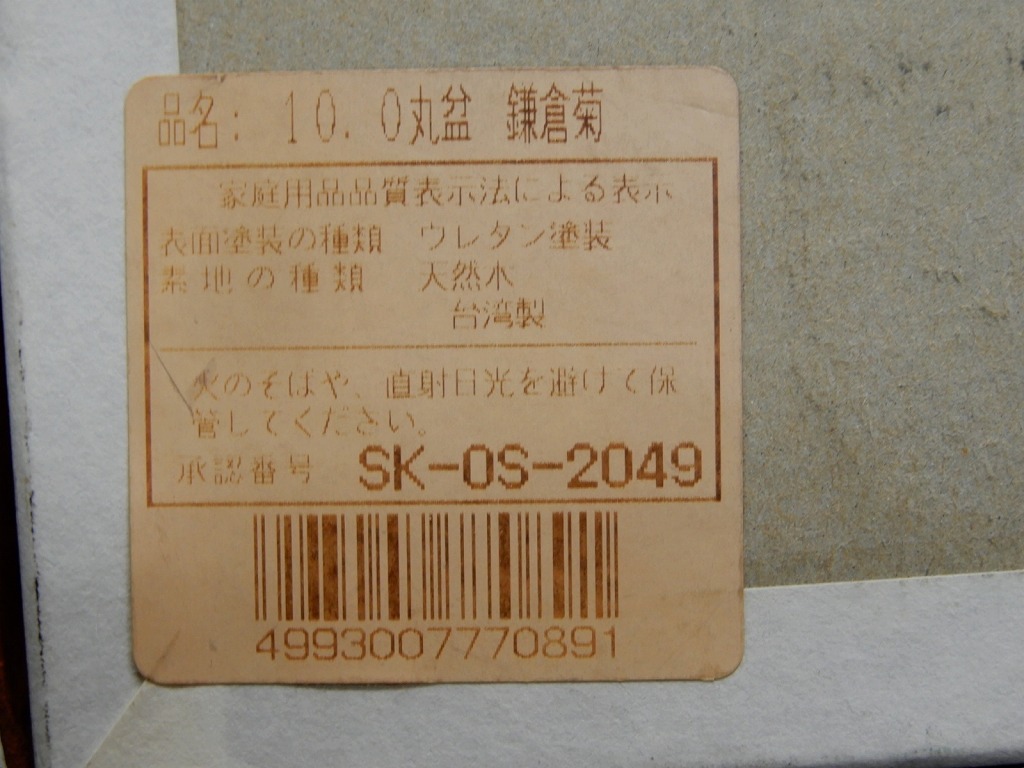 品名: 10.0丸盆 鎌倉菊
家庭用品品質表示法による表示
表面塗装の種類 ウレタン塗装
素地の種類 天然木
台湾製
火のそばや、直射日光を避けて保
管してください。
承認番号 SK-OS-2049
4993007770891